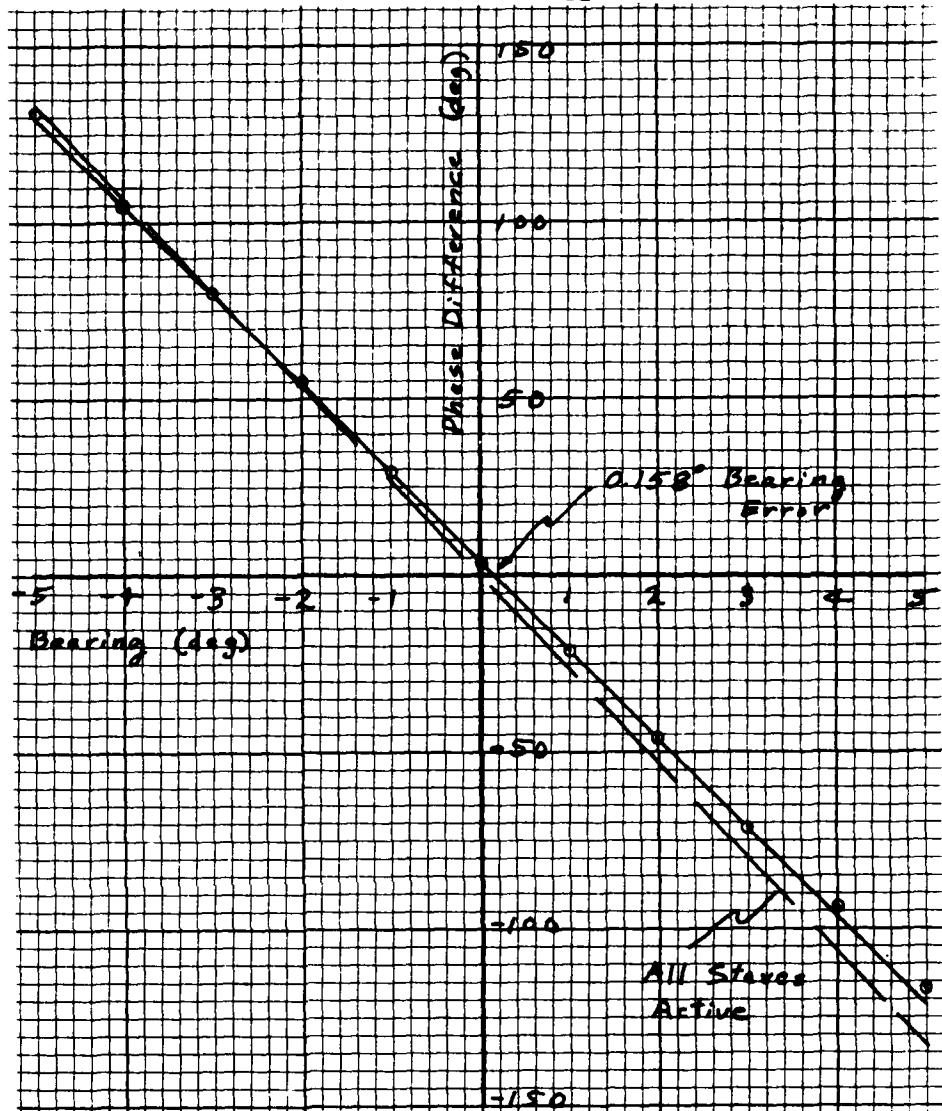 150
Phase Difference (deg)
100
50
0.158° Bearing
Error
-5 -4 -3 -2 -1 1 2 3 4 5
Bearing (deg)
-50
-100
All Staves
Active
-150